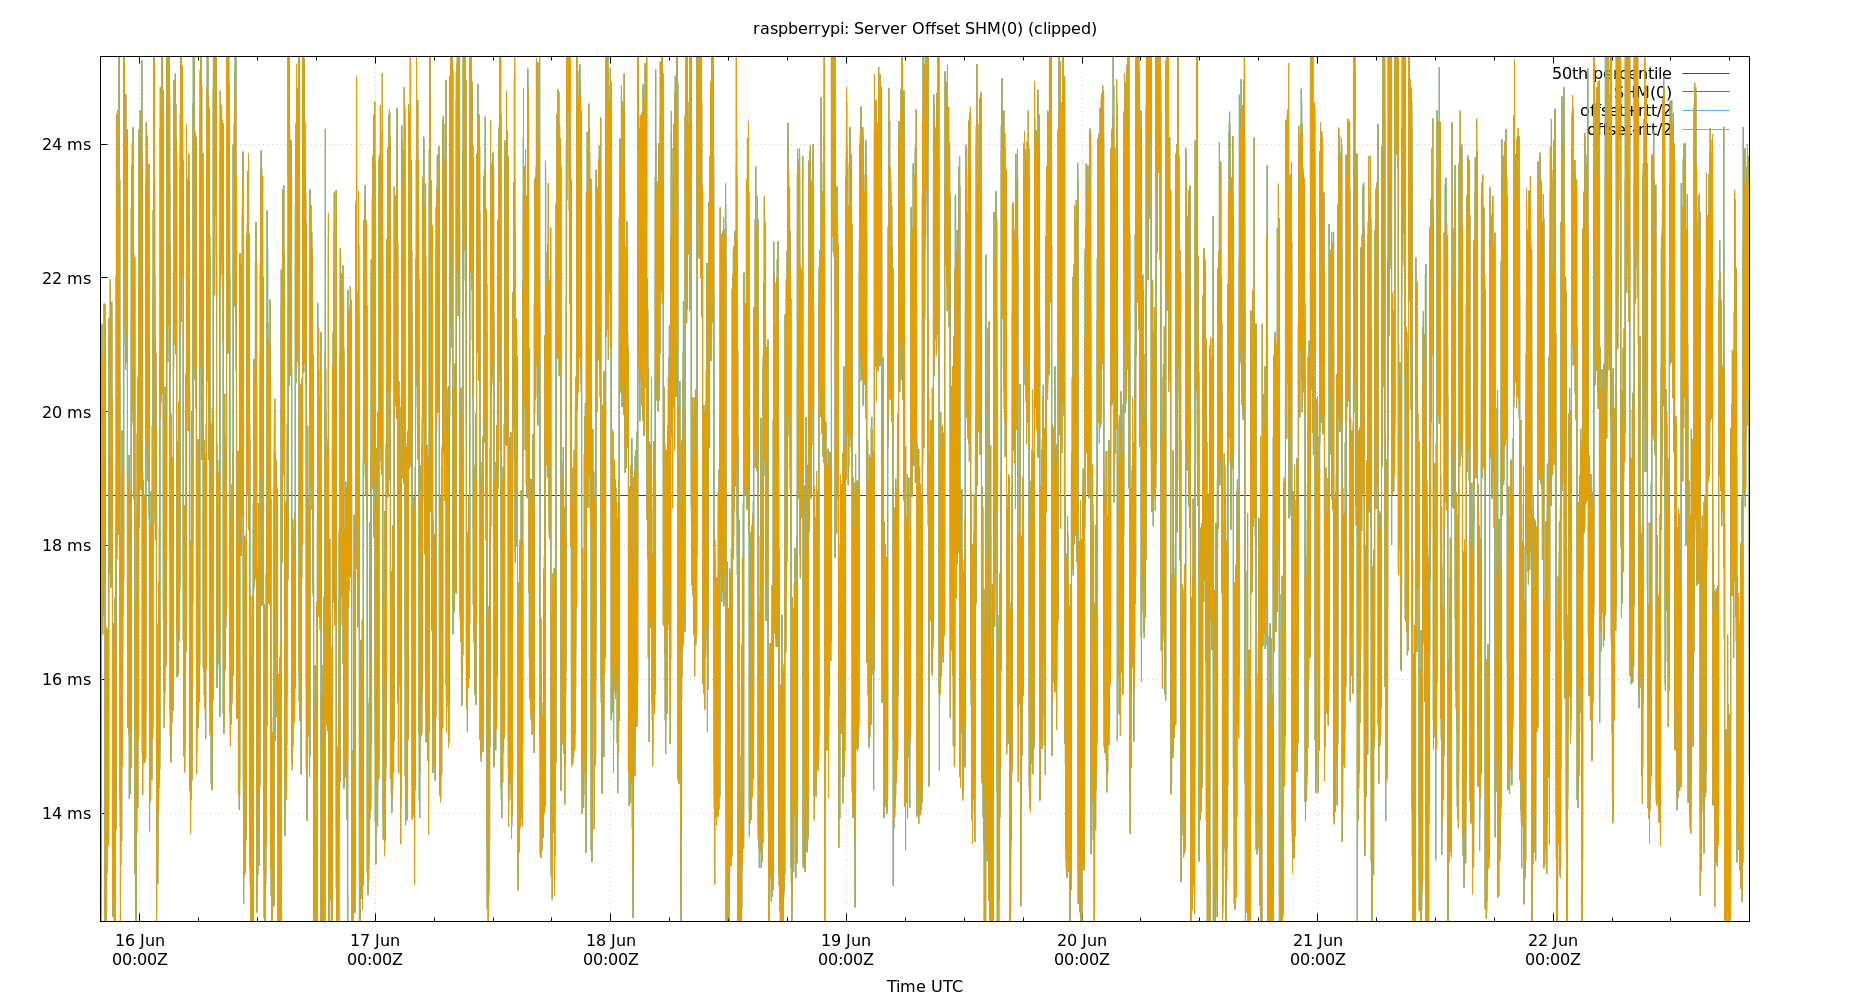 raspberrypi: Server Offset SHM(0) (clipped)
50th percentile
SHM(0)
offset+rtt/2
offset-rtt/2
24 ms
22 ms
20 ms
18 ms
16 ms
14 ms
16 Jun 17 Jun 18 Jun 19 Jun 20 Jun 21 Jun 22 Jun
00:00Z 00:00Z 00:00Z 00:00Z 00:00Z 00:00Z 00:00Z
Time UTC